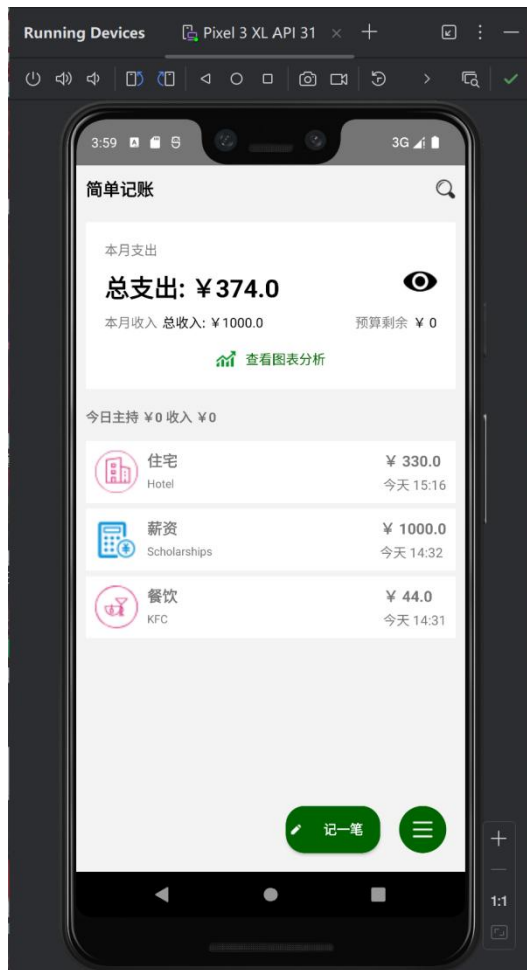 Running Devices Pixel 3 XL API 31
3:59 3G
简单记账
本月支出
总支出: ￥374.0
本月收入 总收入: ￥1000.0 预算剩余 ￥ 0
查看图表分析
今日主持 ￥0 收入 ￥0
住宅 ￥ 330.0
Hotel 今天 15:16
薪资 ￥ 1000.0
Scholarships 今天 14:32
餐饮 ￥ 44.0
KFC 今天 14:31
记一笔
1:1